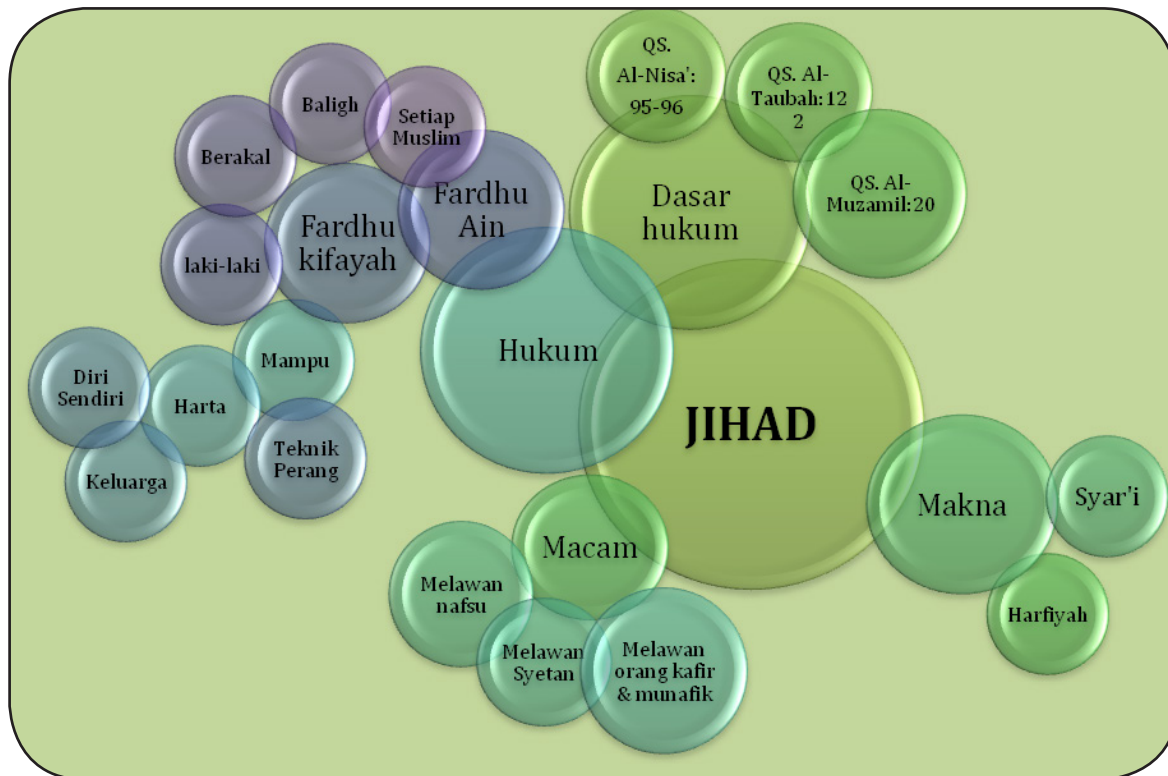 QS.
Al-Nisa':
95-96
QS. Al-
Taubah:12
2
QS. Al-
Muzamil:20
Dasar
hukum
Baligh
Setiap
Muslim
Berakal
Fardhu
Ain
Fardhu
kifayah
laki-laki
Hukum
Mampu
Diri
Sendiri
Harta
Teknik
Perang
Keluarga
JIHAD
Makna
Syar'i
Harfiyah
Macam
Melawan
nafsu
Melawan
Syetan
Melawan
orang kafir
& munafik